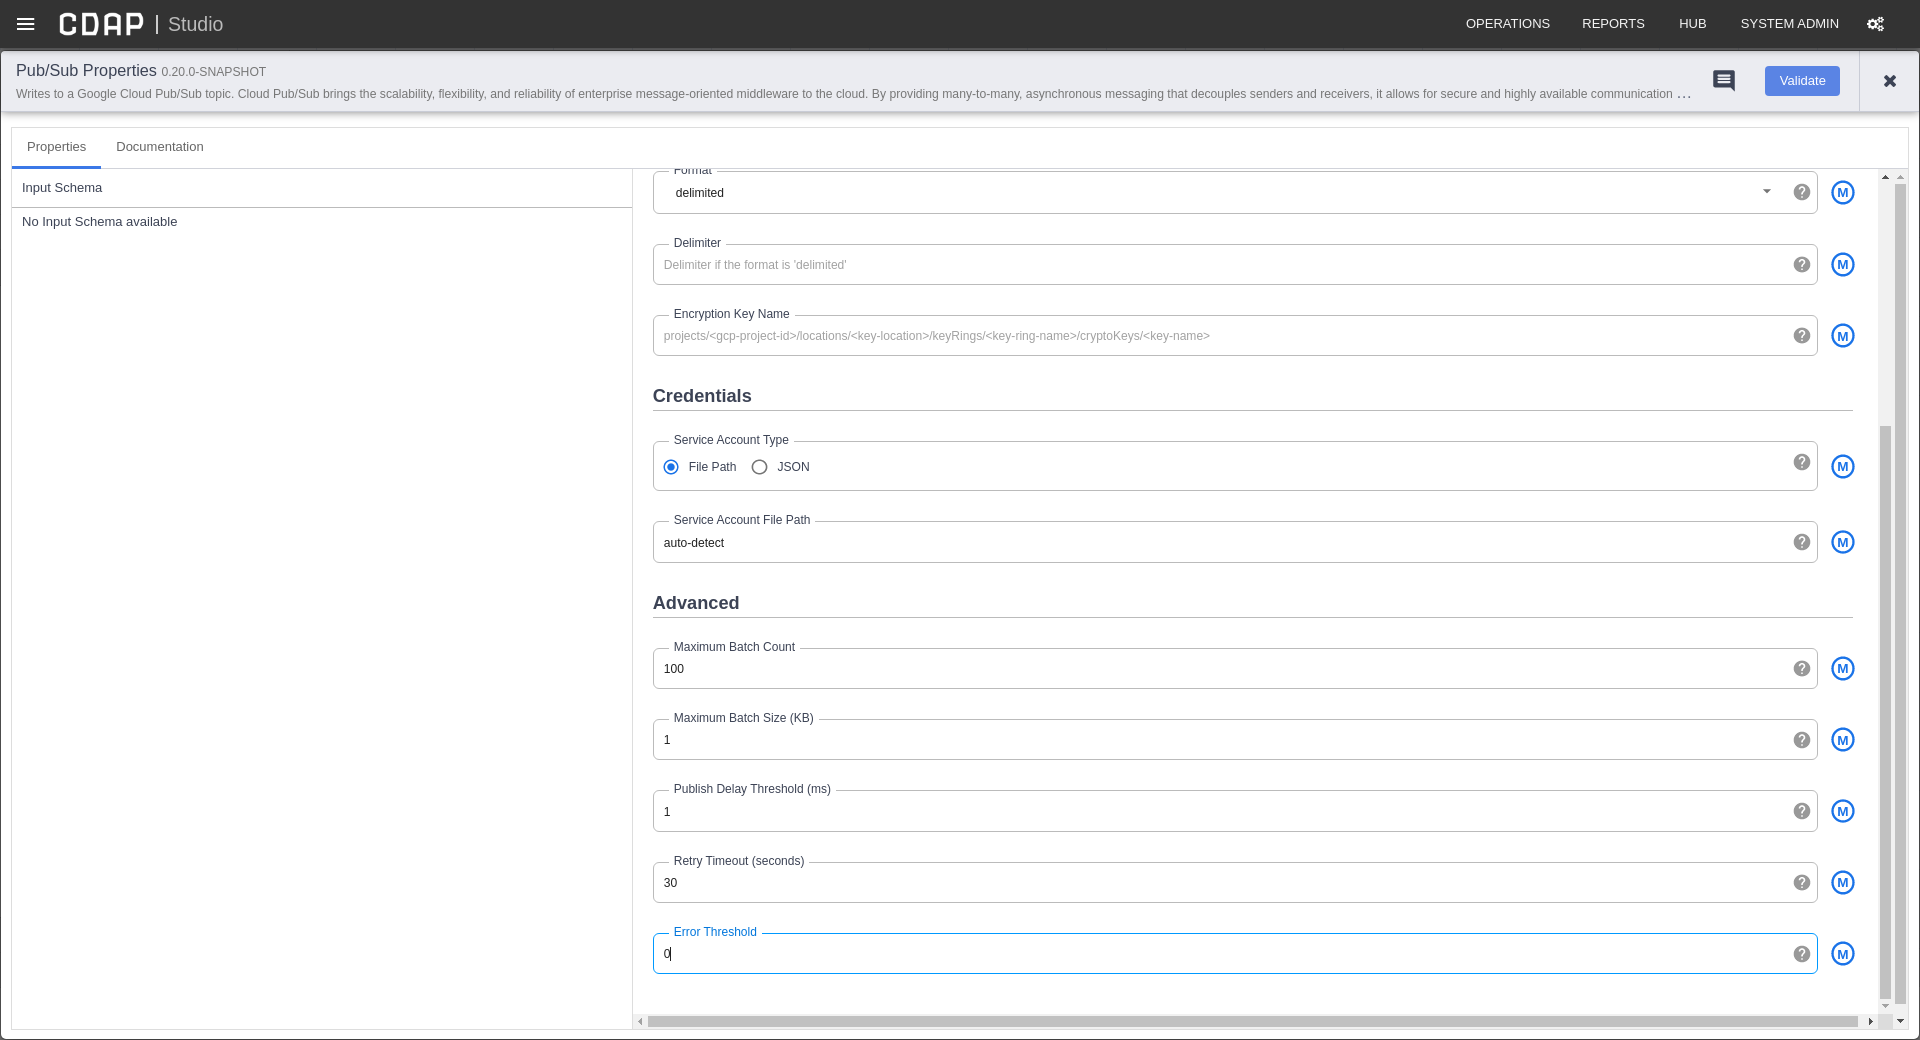 CDAP | Studio
OPERATIONS REPORTS HUB SYSTEM ADMIN
Pub/Sub Properties 0.20.0-SNAPSHOT
Writes to a Google Cloud Pub/Sub topic. Cloud Pub/Sub brings the scalability, flexibility, and reliability of enterprise message-oriented middleware to the cloud. By providing many-to-many, asynchronous messaging that decouples senders and receivers, it allows for secure and highly available communication ...
Validate
Properties Documentation
Input Schema
No Input Schema available
Format
delimited
M
Delimiter
Delimiter if the format is 'delimited'
M
Encryption Key Name
projects/<gcp-project-id>/locations/<key-location>/keyRings/<key-ring-name>/cryptoKeys/<key-name>
M
Credentials
Service Account Type
File Path JSON
M
Service Account File Path
auto-detect
M
Advanced
Maximum Batch Count
100
M
Maximum Batch Size (KB)
1
M
Publish Delay Threshold (ms)
1
M
Retry Timeout (seconds)
30
M
Error Threshold
0
M